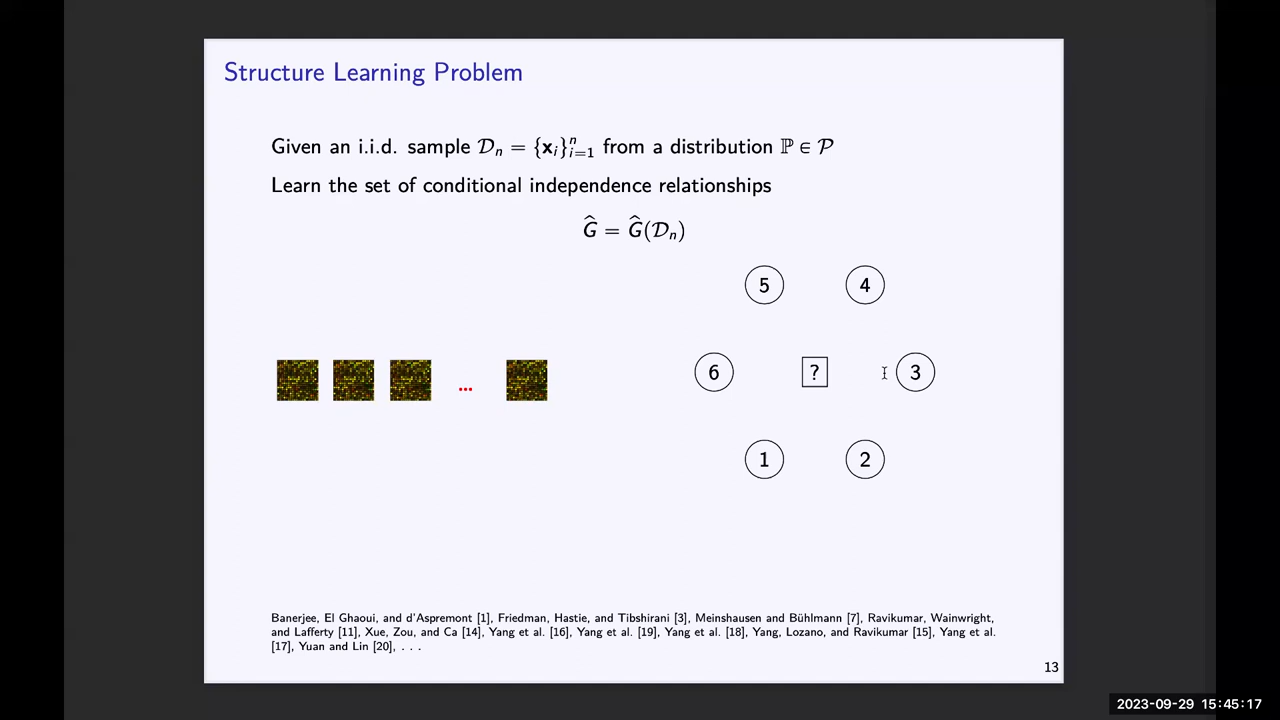 Structure Learning Problem
Given an i.i.d. sample 𝒟ₙ = {𝐱ᵢ}ⁿᵢ₌₁ from a distribution ℙ ∈ 𝒫
Learn the set of conditional independence relationships
Ĝ = Ĝ(𝒟ₙ)
5 4
... 6 ? 3
1 2
Banerjee, El Ghaoui, and d'Aspremont [1], Friedman, Hastie, and Tibshirani [3], Meinshausen and Bühlmann [7], Ravikumar, Wainwright,
and Lafferty [11], Xue, Zou, and Ca [14], Yang et al. [16], Yang et al. [19], Yang et al. [18], Yang, Lozano, and Ravikumar [15], Yang et al.
[17], Yuan and Lin [20], . . .
13
2023-09-29 15:45:17